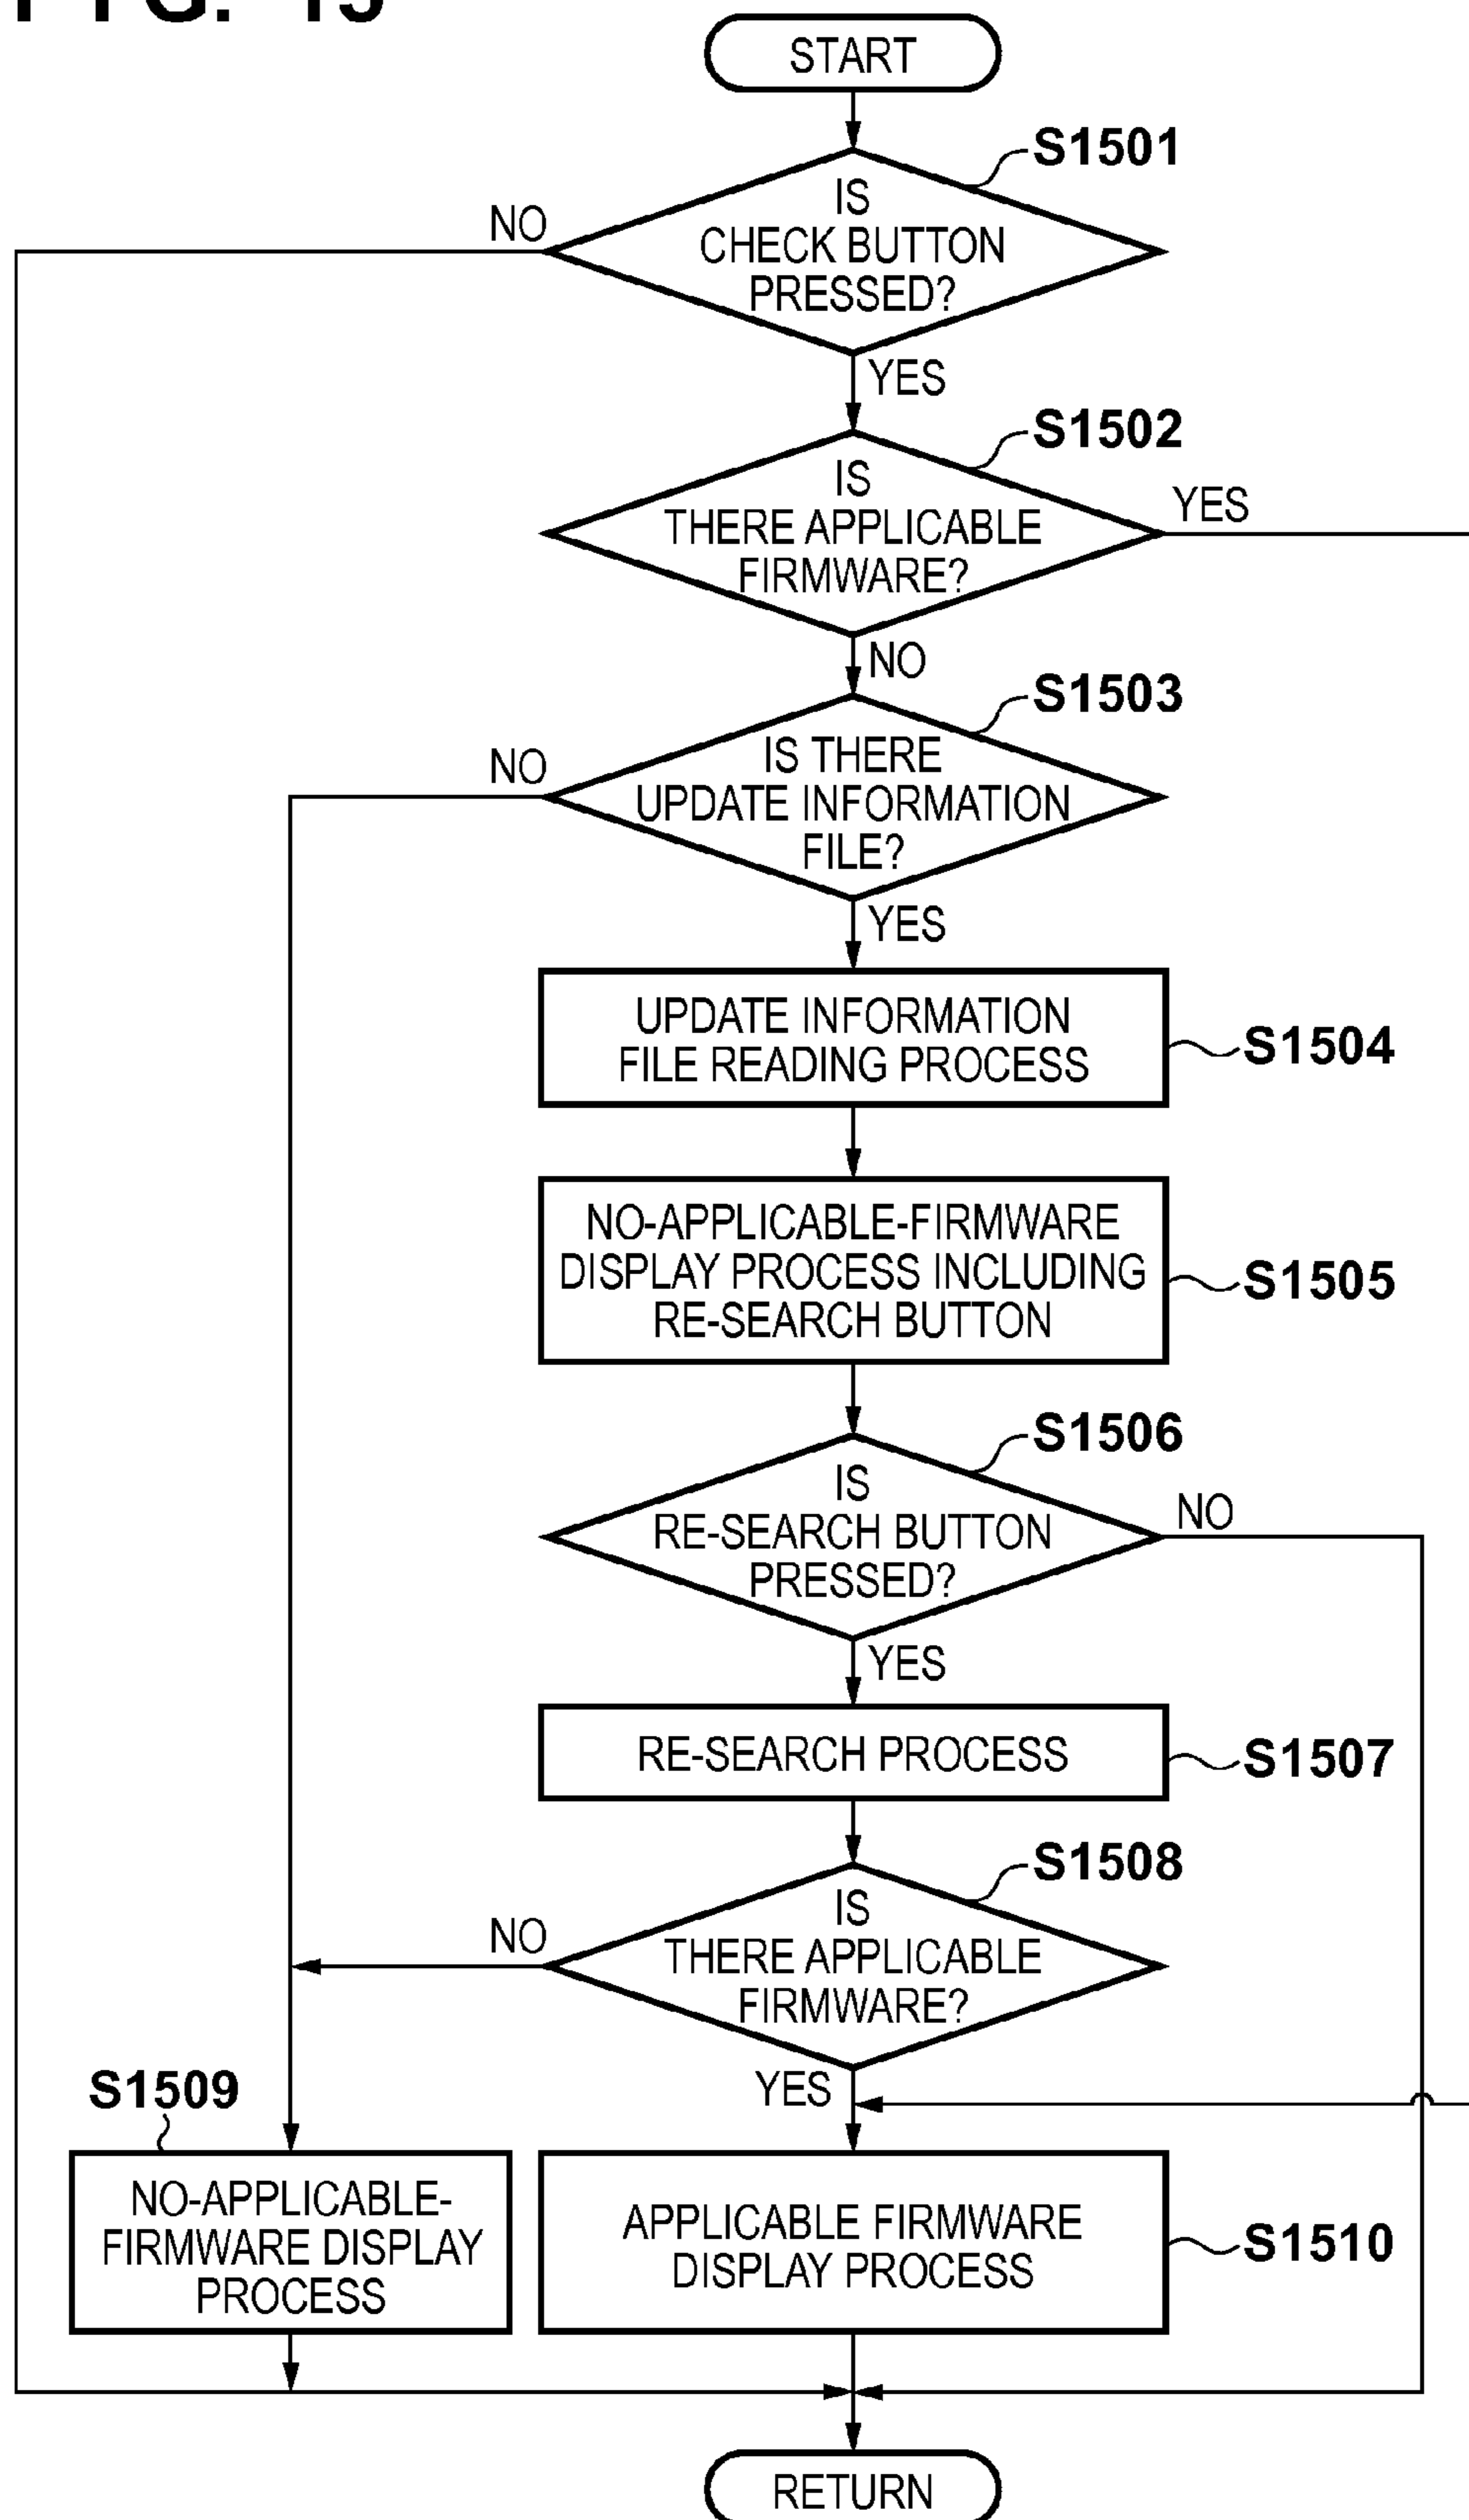 START
S1501
NO
IS
CHECK BUTTON
PRESSED?
YES
S1502
IS
THERE APPLICABLE
FIRMWARE?
YES
NO
S1503
NO
IS THERE
UPDATE INFORMATION
FILE?
YES
UPDATE INFORMATION
FILE READING PROCESS
S1504
NO-APPLICABLE-FIRMWARE
DISPLAY PROCESS INCLUDING
RE-SEARCH BUTTON
S1505
S1506
IS
RE-SEARCH BUTTON
PRESSED?
NO
YES
RE-SEARCH PROCESS
S1507
S1508
NO
IS
THERE APPLICABLE
FIRMWARE?
YES
S1509
NO-APPLICABLE-
FIRMWARE DISPLAY
PROCESS
APPLICABLE FIRMWARE
DISPLAY PROCESS
S1510
RETURN